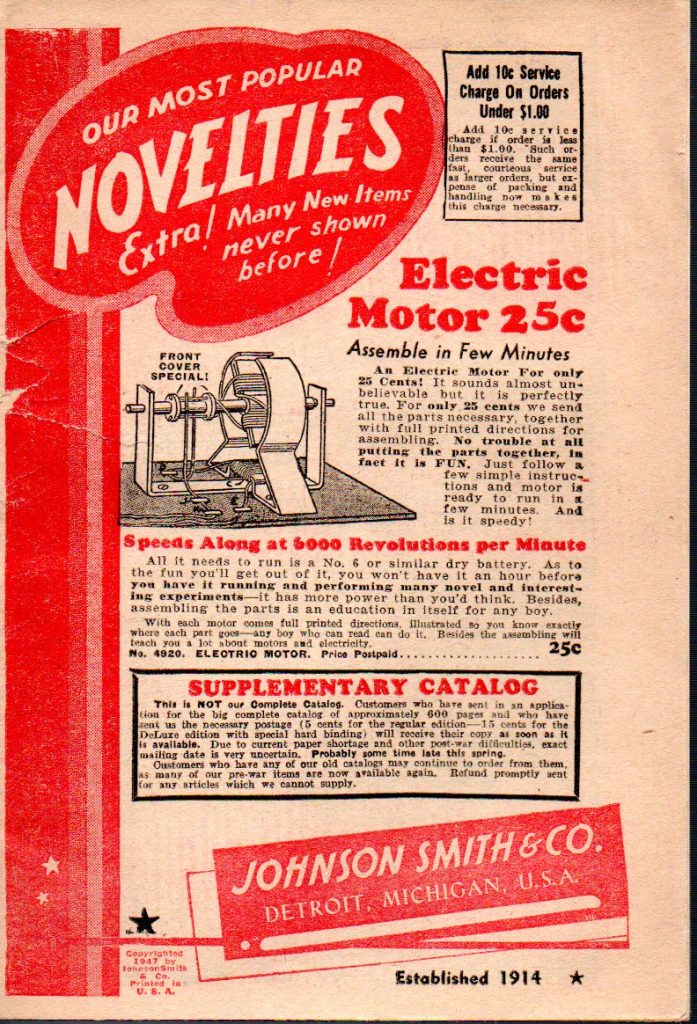 OUR MOST POPULAR
NOVELTIES
Extra! Many New Items
never shown
before!
Add 10c Service
Charge On Orders
Under $1.00
Add 10c service
charge if order is less
than $1.00. Such or-
ders receive the same
fast, courteous service
as larger orders, but ex-
pense of packing and
handling now makes
this charge necessary.
Electric
Motor 25c
Assemble in Few Minutes
FRONT
COVER
SPECIAL!
An Electric Motor For only
25 Cents! It sounds almost un-
believable but it is perfectly
true. For only 25 cents we send
all the parts necessary, together
with full printed directions for
assembling. No trouble at all
putting the parts together, in
fact it is FUN. Just follow a
few simple instruc-
tions and motor is
ready to run in a
few minutes. And
is it speedy!
Speeds Along at 6000 Revolutions per Minute
All it needs to run is a No. 6 or similar dry battery. As to
the fun you'll get out of it, you won't have it an hour before
you have it running and performing many novel and interest-
ing experiments—it has more power than you'd think. Besides,
assembling the parts is an education in itself for any boy.
With each motor comes full printed directions, illustrated so you know exactly
where each part goes—any boy who can read can do it. Besides the assembling will
teach you a lot about motors and electricity.
No. 4920. ELECTRIC MOTOR. Price Postpaid.................... 25c
SUPPLEMENTARY CATALOG
This is NOT our Complete Catalog. Customers who have sent in an applica-
tion for the big complete catalog of approximately 600 pages and who have
sent us the necessary postage (5 cents for the regular edition—15 cents for the
DeLuxe edition with special hard binding) will receive their copy as soon as it
is available. Due to current paper shortage and other post-war difficulties, exact
mailing date is very uncertain. Probably some time late this spring.
Customers who have any of our old catalogs may continue to order from them,
as many of our pre-war items are now available again. Refund promptly sent
for any articles which we cannot supply.
JOHNSON SMITH & CO.
DETROIT, MICHIGAN, U.S.A.
Copyrighted
1947 by
Johnson Smith
& Co.
Printed in
U. S. A.
Established 1914